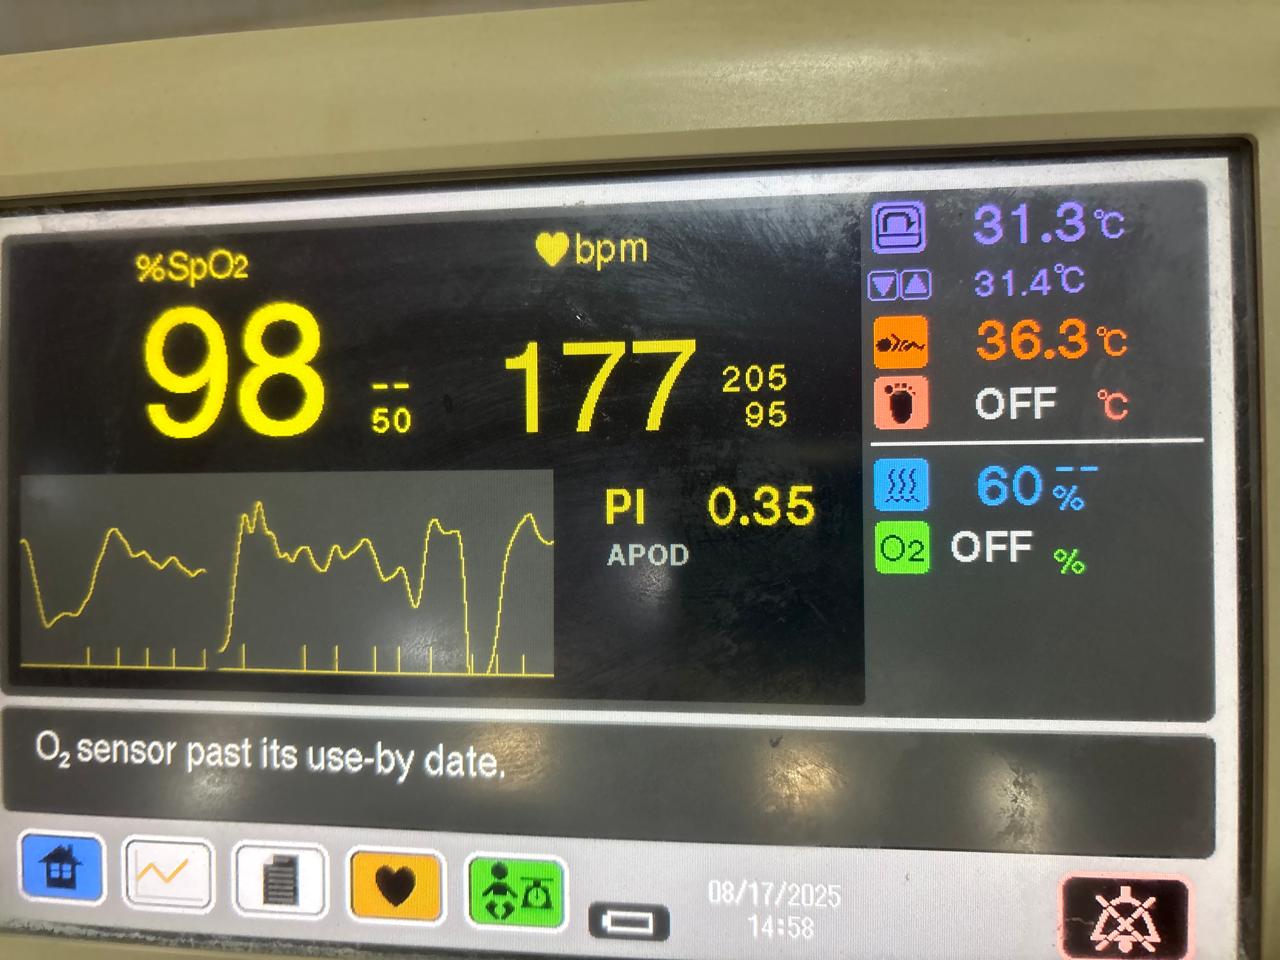 %SpO2
98
--
50
bpm
177
205
95
PI 0.35
APOD
31.3 °C
31.4°C
36.3 °C
OFF °C
60 % --
O2 OFF %
O₂ sensor past its use-by date.
08/17/2025
14:58